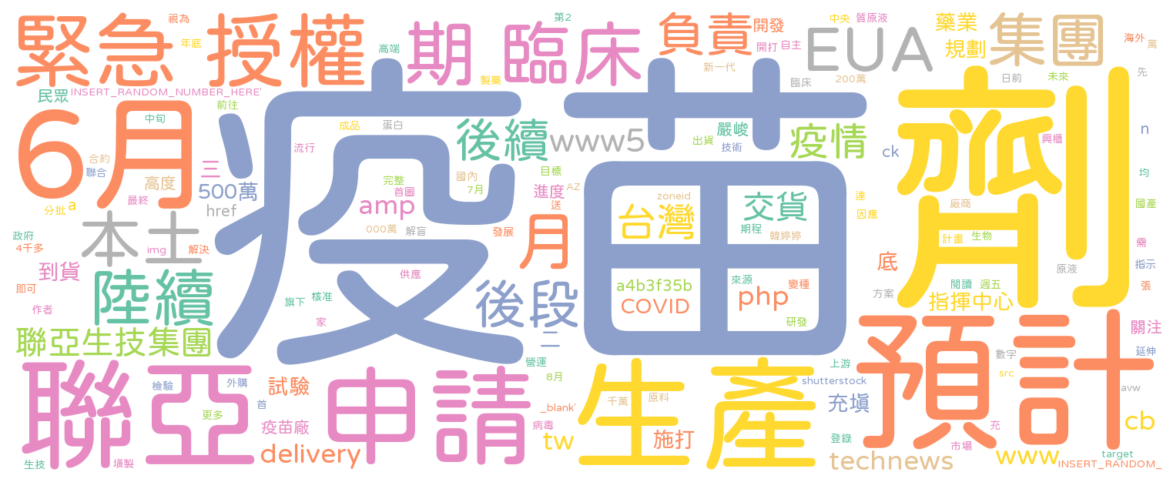 緊急
授權
期
臨床
負責
開發
EUA
藥業
規劃
集團
海外
萬
視為
年底
高端
製藥
第2
開打
自主
新一代
中央
質原液
200萬
臨床
日前
未來
先
民眾
INSERT_RANDOM_NUMBER_HERE'
前往
6月
中旬
合約
聯合
高度
最終
分批
a
三
500萬
href
成品
蛋白
流行
疫苗
後續
www5
國內
7月
目標
AZ
完整
首圖
amp
進度
送
000萬
解盲
發展
出貨
嚴峻
技術
疫情
ck
劑
興櫃
n
均
國產
廠商
達
因應
計畫
生物
需
政府
4千多
本土
img
解決
到貨
即可
作者
陸續
旗下
核准
家
供應
月
後段
二
台灣
zoneid
交貨
期程
韓婷婷
a4b3f35b
COVID
來源
php
變種
研發
底
閱讀
週五
原液
指示
張
方案
指揮中心
關注
延伸
聯亞生技集團
聯亞
生技
填製
檢驗
外購
更多
首
試驗
疫苗廠
delivery
申請
營運
8月
_blank'
病毒
tw
生產
千萬
原料
施打
上游
shutterstock
充填
登錄
technews
預計
數字
src
市場
充
www
avw
cb
target
INSERT_RANDOM_